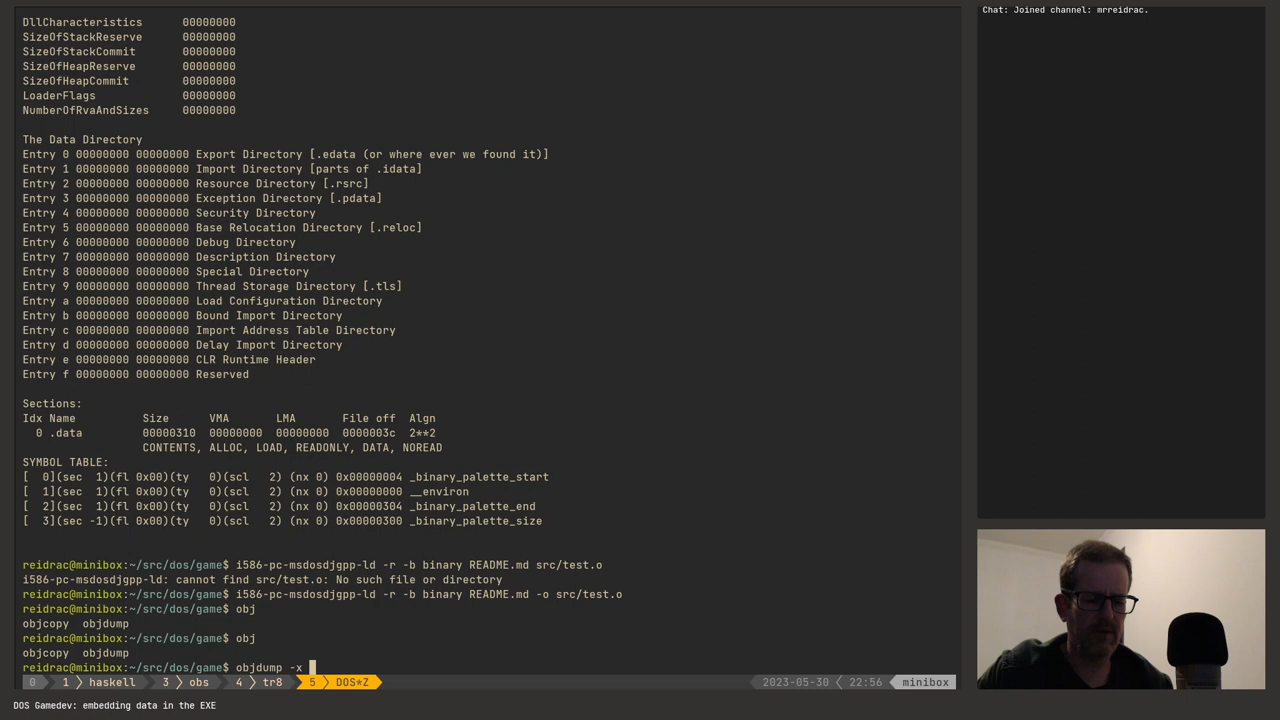 DllCharacteristics 00000000
SizeOfStackReserve 00000000
SizeOfStackCommit 00000000
SizeOfHeapReserve 00000000
SizeOfHeapCommit 00000000
LoaderFlags 00000000
NumberOfRvaAndSizes 00000000
The Data Directory
Entry 0 00000000 00000000 Export Directory [.edata (or where ever we found it)]
Entry 1 00000000 00000000 Import Directory [parts of .idata]
Entry 2 00000000 00000000 Resource Directory [.rsrc]
Entry 3 00000000 00000000 Exception Directory [.pdata]
Entry 4 00000000 00000000 Security Directory
Entry 5 00000000 00000000 Base Relocation Directory [.reloc]
Entry 6 00000000 00000000 Debug Directory
Entry 7 00000000 00000000 Description Directory
Entry 8 00000000 00000000 Special Directory
Entry 9 00000000 00000000 Thread Storage Directory [.tls]
Entry a 00000000 00000000 Load Configuration Directory
Entry b 00000000 00000000 Bound Import Directory
Entry c 00000000 00000000 Import Address Table Directory
Entry d 00000000 00000000 Delay Import Directory
Entry e 00000000 00000000 CLR Runtime Header
Entry f 00000000 00000000 Reserved
Sections:
Idx Name Size VMA LMA File off Algn
0 .data 00000310 00000000 00000000 0000003c 2**2
CONTENTS, ALLOC, LOAD, READONLY, DATA, NOREAD
SYMBOL TABLE:
[ 0](sec 1)(fl 0x00)(ty 0)(scl 2) (nx 0) 0x00000004 _binary_palette_start
[ 1](sec 1)(fl 0x00)(ty 0)(scl 2) (nx 0) 0x00000000 __environ
[ 2](sec 1)(fl 0x00)(ty 0)(scl 2) (nx 0) 0x00000304 _binary_palette_end
[ 3](sec -1)(fl 0x00)(ty 0)(scl 2) (nx 0) 0x00000300 _binary_palette_size
reidrac@minibox:~/src/dos/game$ i586-pc-msdosdjgpp-ld -r -b binary README.md src/test.o
i586-pc-msdosdjgpp-ld: cannot find src/test.o: No such file or directory
reidrac@minibox:~/src/dos/game$ i586-pc-msdosdjgpp-ld -r -b binary README.md -o src/test.o
reidrac@minibox:~/src/dos/game$ obj
objcopy objdump
reidrac@minibox:~/src/dos/game$ obj
objcopy objdump
reidrac@minibox:~/src/dos/game$ objdump -x
0 1 haskell 3 obs 4 tr8 5 DOS*Z 2023-05-30 22:56 minibox
DOS Gamedev: embedding data in the EXE
Chat: Joined channel: mrreidrac.